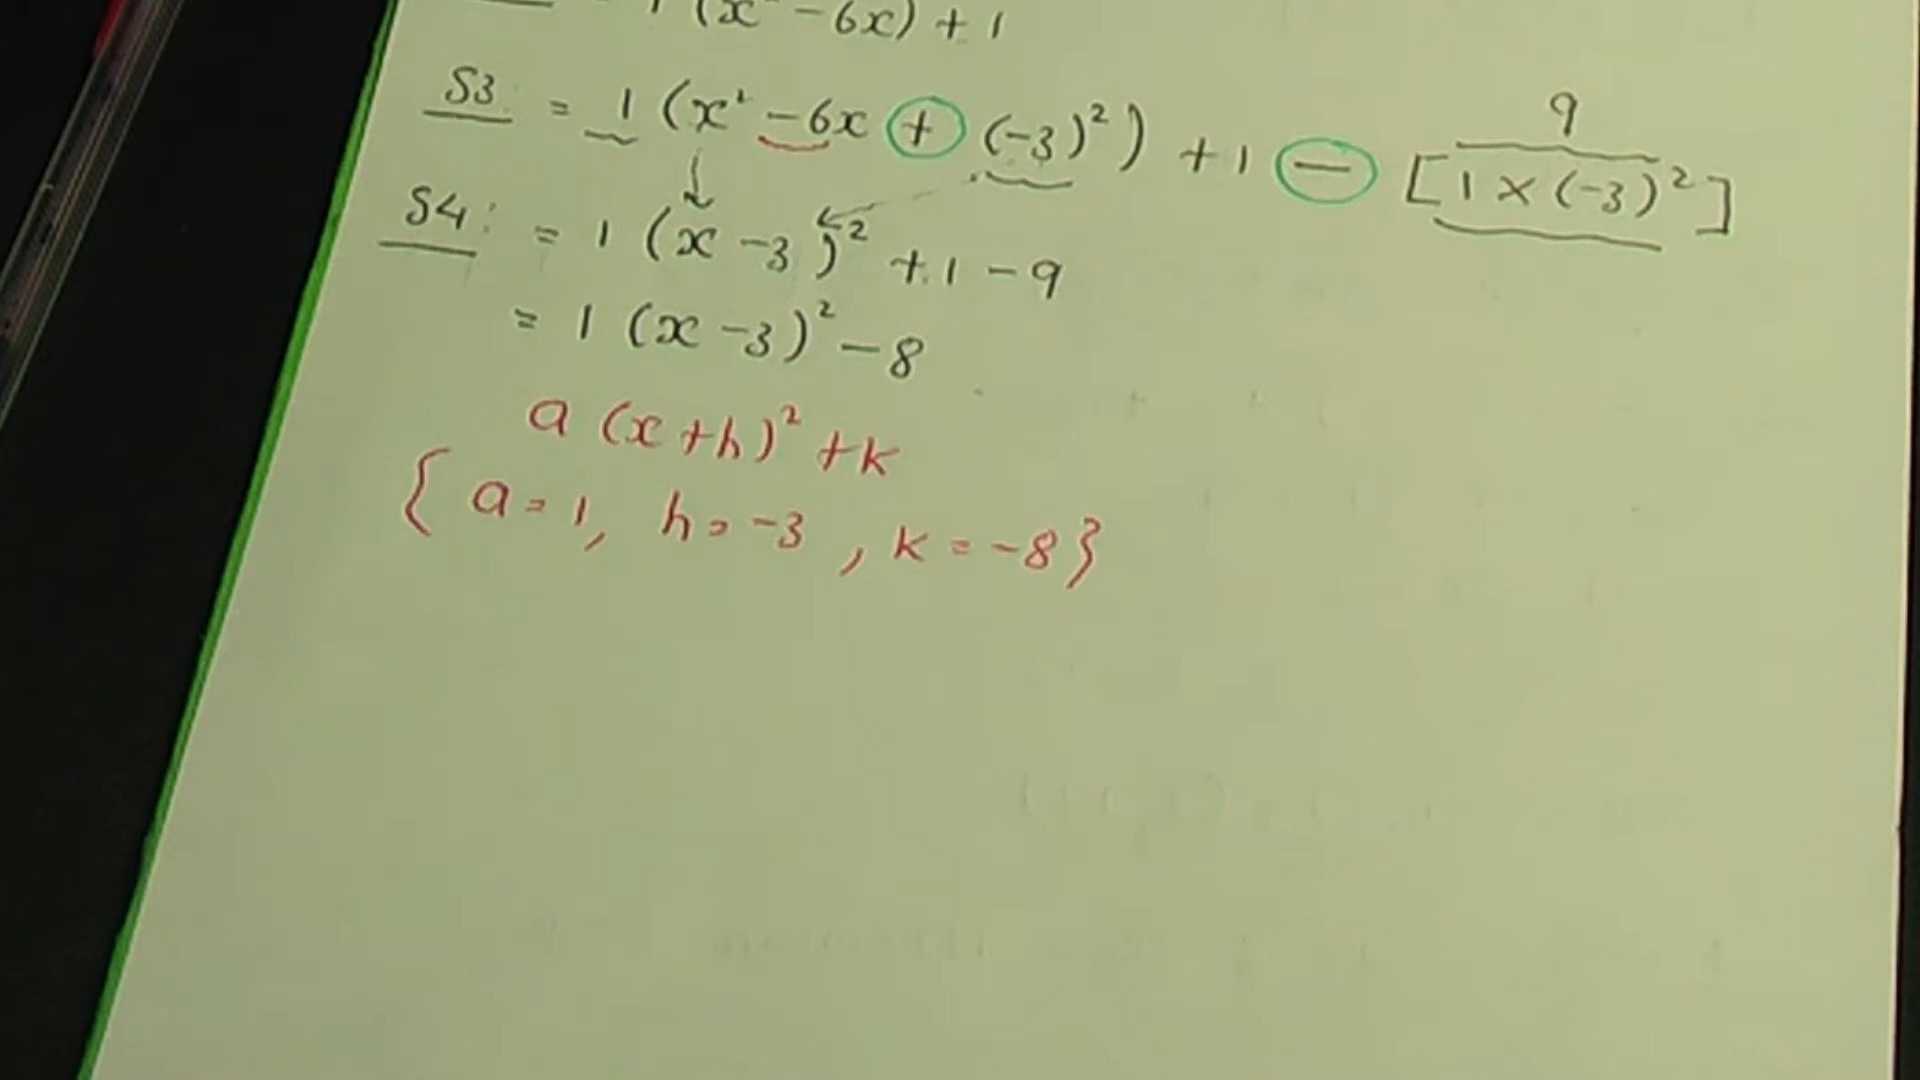 1 (x² - 6x) + 1
S3 = 1 (x² - 6x + (-3)²) + 1 - [1 × (-3)²]
9
S4: = 1 (x - 3)² + 1 - 9
= 1 (x - 3)² - 8
a (x + h)² + k
{ a = 1, h = -3, k = -8 }